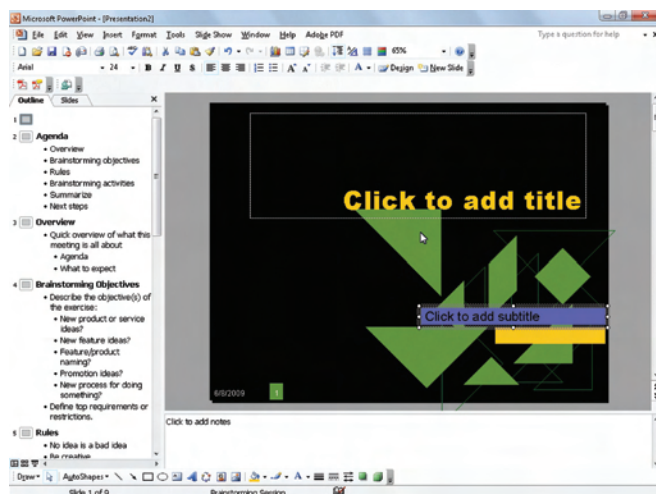 Microsoft PowerPoint - [Presentation2]
File Edit View Insert Format Tools Slide Show Window Help Adobe PDF Type a question for help
65%
Arial 24 B I U S A A A Design New Slide
Outline Slides
1
2 Agenda
• Overview
• Brainstorming objectives
• Rules
• Brainstorming activities
• Summarize
• Next steps
3 Overview
• Quick overview of what this
meeting is all about
• Agenda
• What to expect
4 Brainstorming Objectives
• Describe the objective(s) of
the exercise:
• New product or service
ideas?
• New feature ideas?
• Feature/product
naming?
• Promotion ideas?
• New process for doing
something?
• Define top requirements or
restrictions.
5 Rules
• No idea is a bad idea
• Be creative
Click to add title
Click to add subtitle
6/8/2009 1
Click to add notes
Draw AutoShapes A
Slide 1 of 9 Brainstorming Session